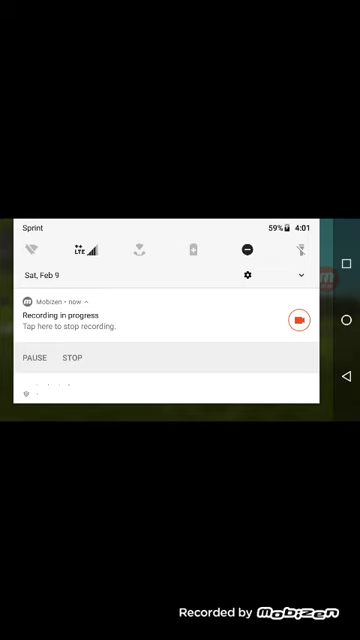 Sprint
59% 4:01
LTE
Sat, Feb 9
Mobizen • now
Recording in progress
Tap here to stop recording.
PAUSE STOP
Recorded by MOBIZEN